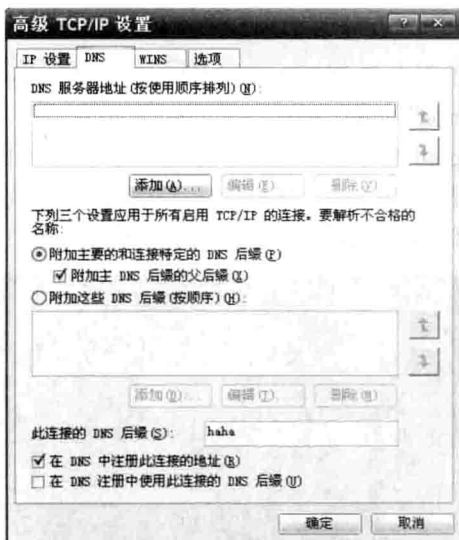 高级 TCP/IP 设置
IP 设置 DNS WINS 选项
DNS 服务器地址(按使用顺序排列)(N):
添加(A)... 编辑(E)... 删除(V)
下列三个设置应用于所有启用 TCP/IP 的连接。要解析不合格的
名称:
附加主要的和连接特定的 DNS 后缀(P)
附加主 DNS 后缀的父后缀(X)
附加这些 DNS 后缀(按顺序)(H):
添加(D)... 编辑(T)... 删除(M)
此连接的 DNS 后缀(S): haha
在 DNS 中注册此连接的地址(R)
在 DNS 注册中使用此连接的 DNS 后缀(U)
确定 取消